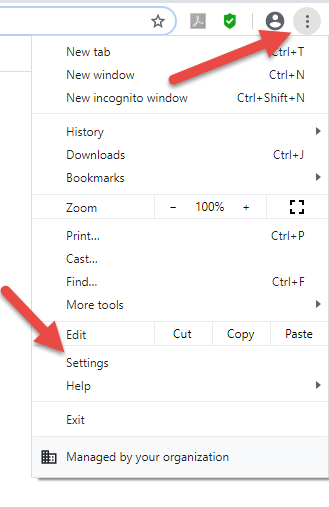 New tab Ctrl+T
New window Ctrl+N
New incognito window Ctrl+Shift+N
History
Downloads Ctrl+J
Bookmarks
Zoom − 100% +
Print... Ctrl+P
Cast...
Find... Ctrl+F
More tools
Edit Cut Copy Paste
Settings
Help
Exit
Managed by your organization